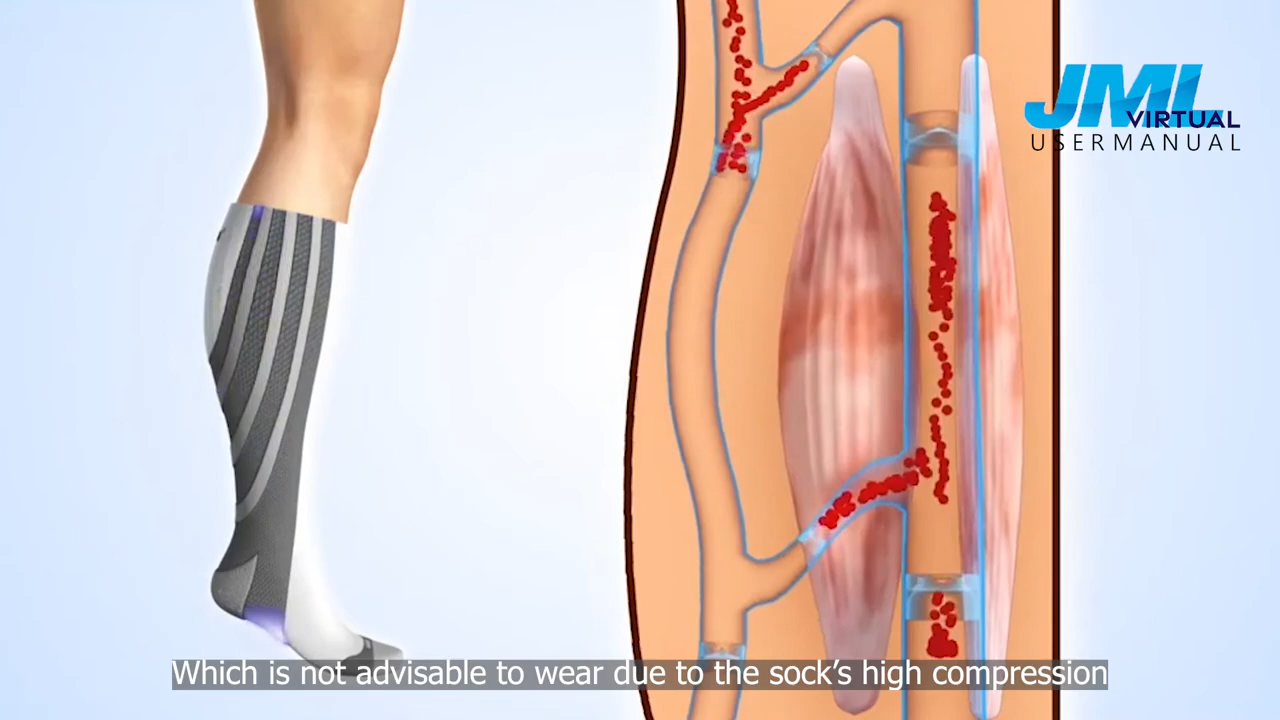 JML
VIRTUAL
USERMANUAL
Which is not advisable to wear due to the sock’s high compression